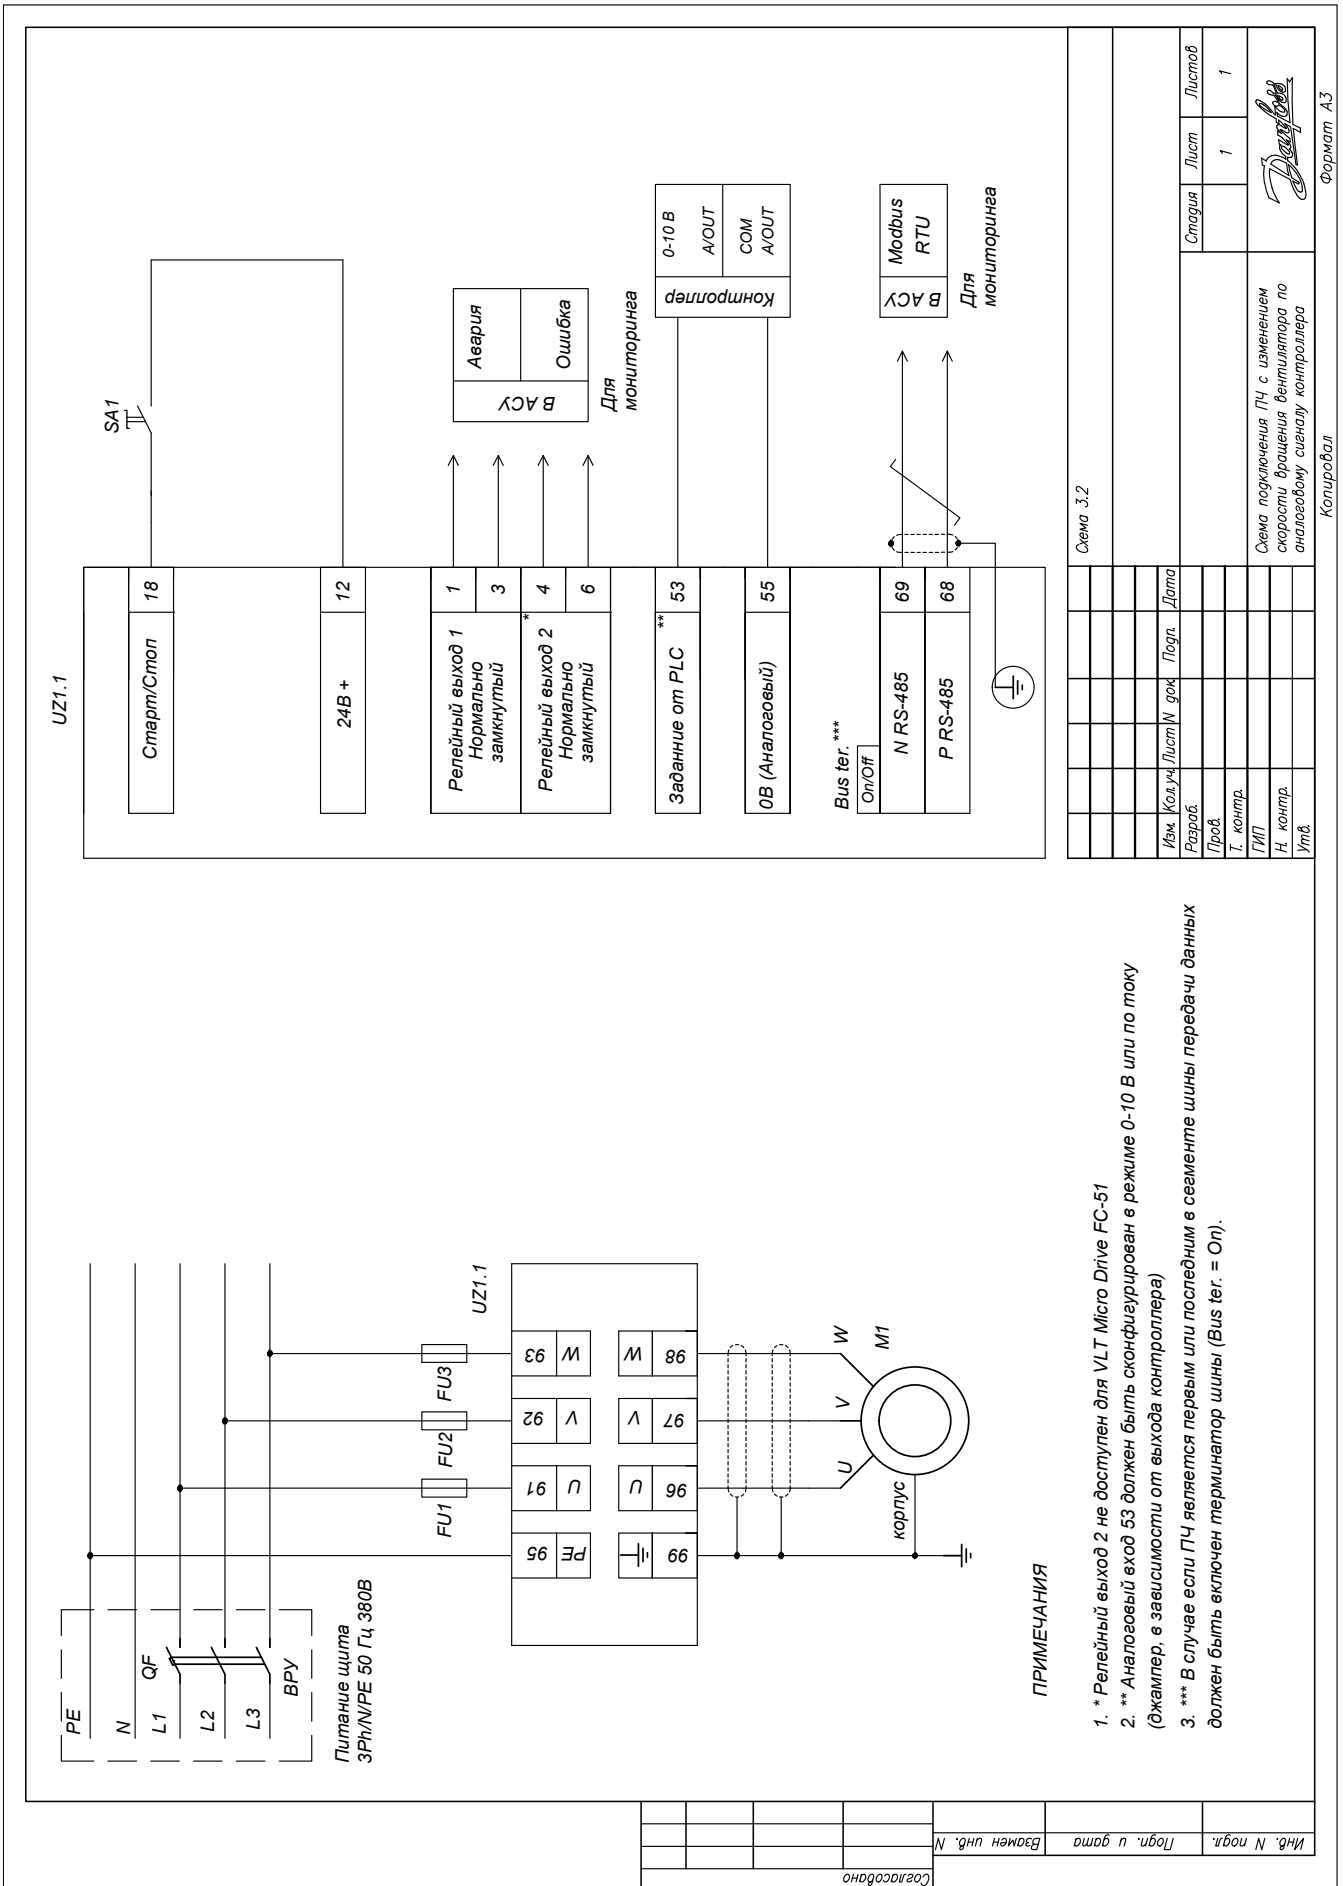 PE
N
L1
L2
L3
QF
ВРУ
Питание щита
3Ph/N/PE 50 Гц 380В
FU1
FU2
FU3
UZ1.1
95
91
92
93
PE
U
V
W
U
V
W
99
96
97
98
U
V
W
M1
корпус
UZ1.1
Старт/Стоп
18
SA1
24В +
12
Релейный выход 1
Нормально
замкнутый
1
3
Релейный выход 2
Нормально
замкнутый
*
4
6
В АСУ
Авария
Ошибка
Для
мониторинга
Задание от PLC
**
53
0В (Аналоговый)
55
Контроллер
0-10 В
A/OUT
COM
A/OUT
Bus ter. ***
On/Off
N RS-485
69
P RS-485
68
В АСУ
Modbus
RTU
Для
мониторинга
ПРИМЕЧАНИЯ
1. * Релейный выход 2 не доступен для VLT Micro Drive FC-51
2. ** Аналоговый вход 53 должен быть сконфигурирован в режиме 0-10 В или по току
(джампер, в зависимости от выхода контроллера)
3. *** В случае если ПЧ является первым или последним в сегменте шины передачи данных
должен быть включен терминатор шины (Bus ter. = On).
Схема 3.2
Изм. Кол.уч. Лист N док. Подп. Дата
Разраб.
Пров.
Т. контр.
ГИП
Н. контр.
Утв.
Стадия Лист Листов
1 1
Схема подключения ПЧ с изменением
скорости вращения вентилятора по
аналоговому сигналу контроллера
Danfoss
Копировал
Формат А3
Согласовано
Взамен инв. N
Подп. и дата
Инв. N подл.